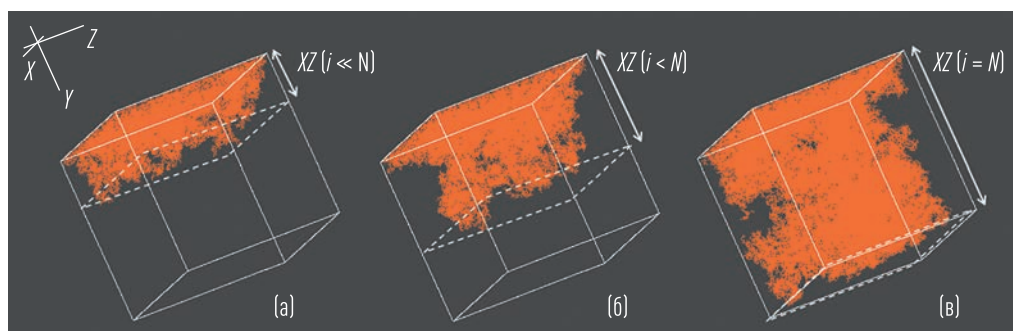 Z
X
Y
XZ (i ≪ N)
XZ (i < N)
XZ (i = N)
(а)
(б)
(в)